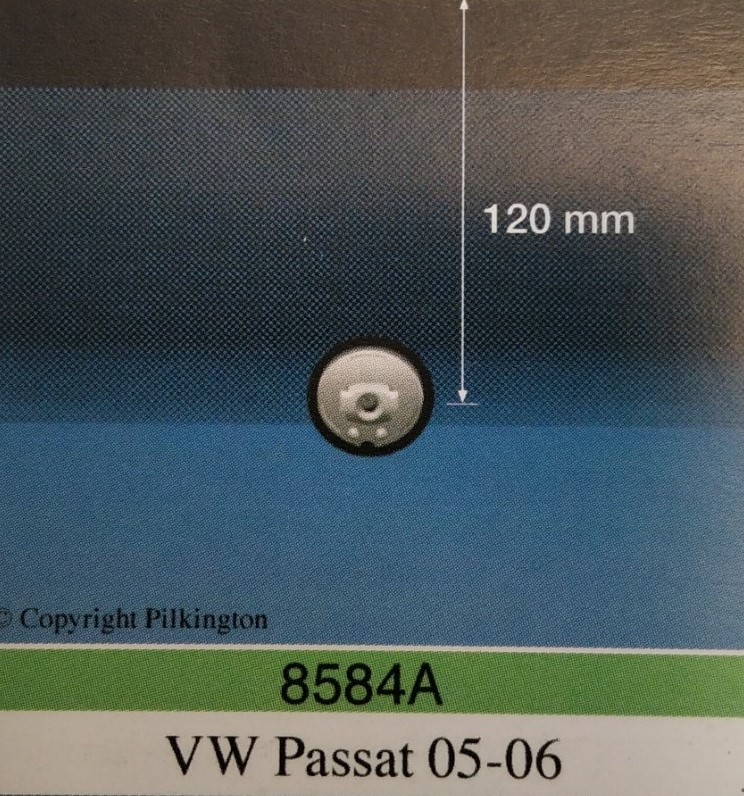 120 mm
© Copyright Pilkington
8584A
VW Passat 05-06